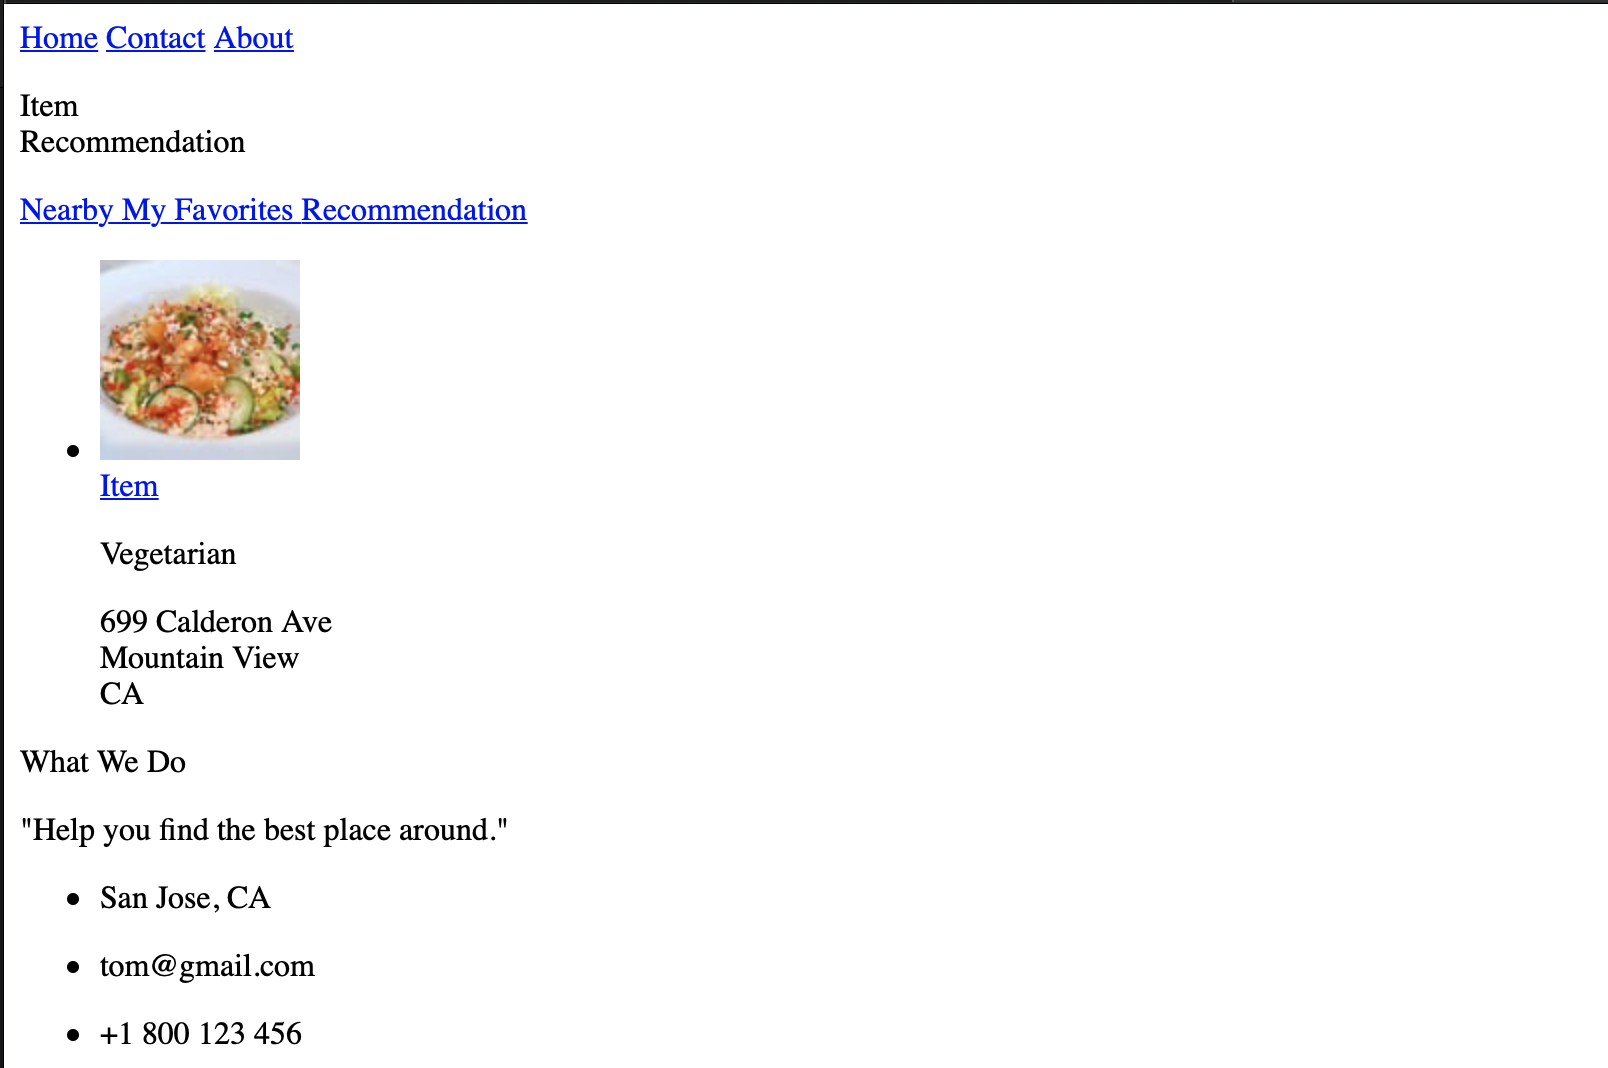 Home Contact About
Item
Recommendation
Nearby My Favorites Recommendation
Item
Vegetarian
699 Calderon Ave
Mountain View
CA
What We Do
"Help you find the best place around."
San Jose, CA
tom@gmail.com
+1 800 123 456